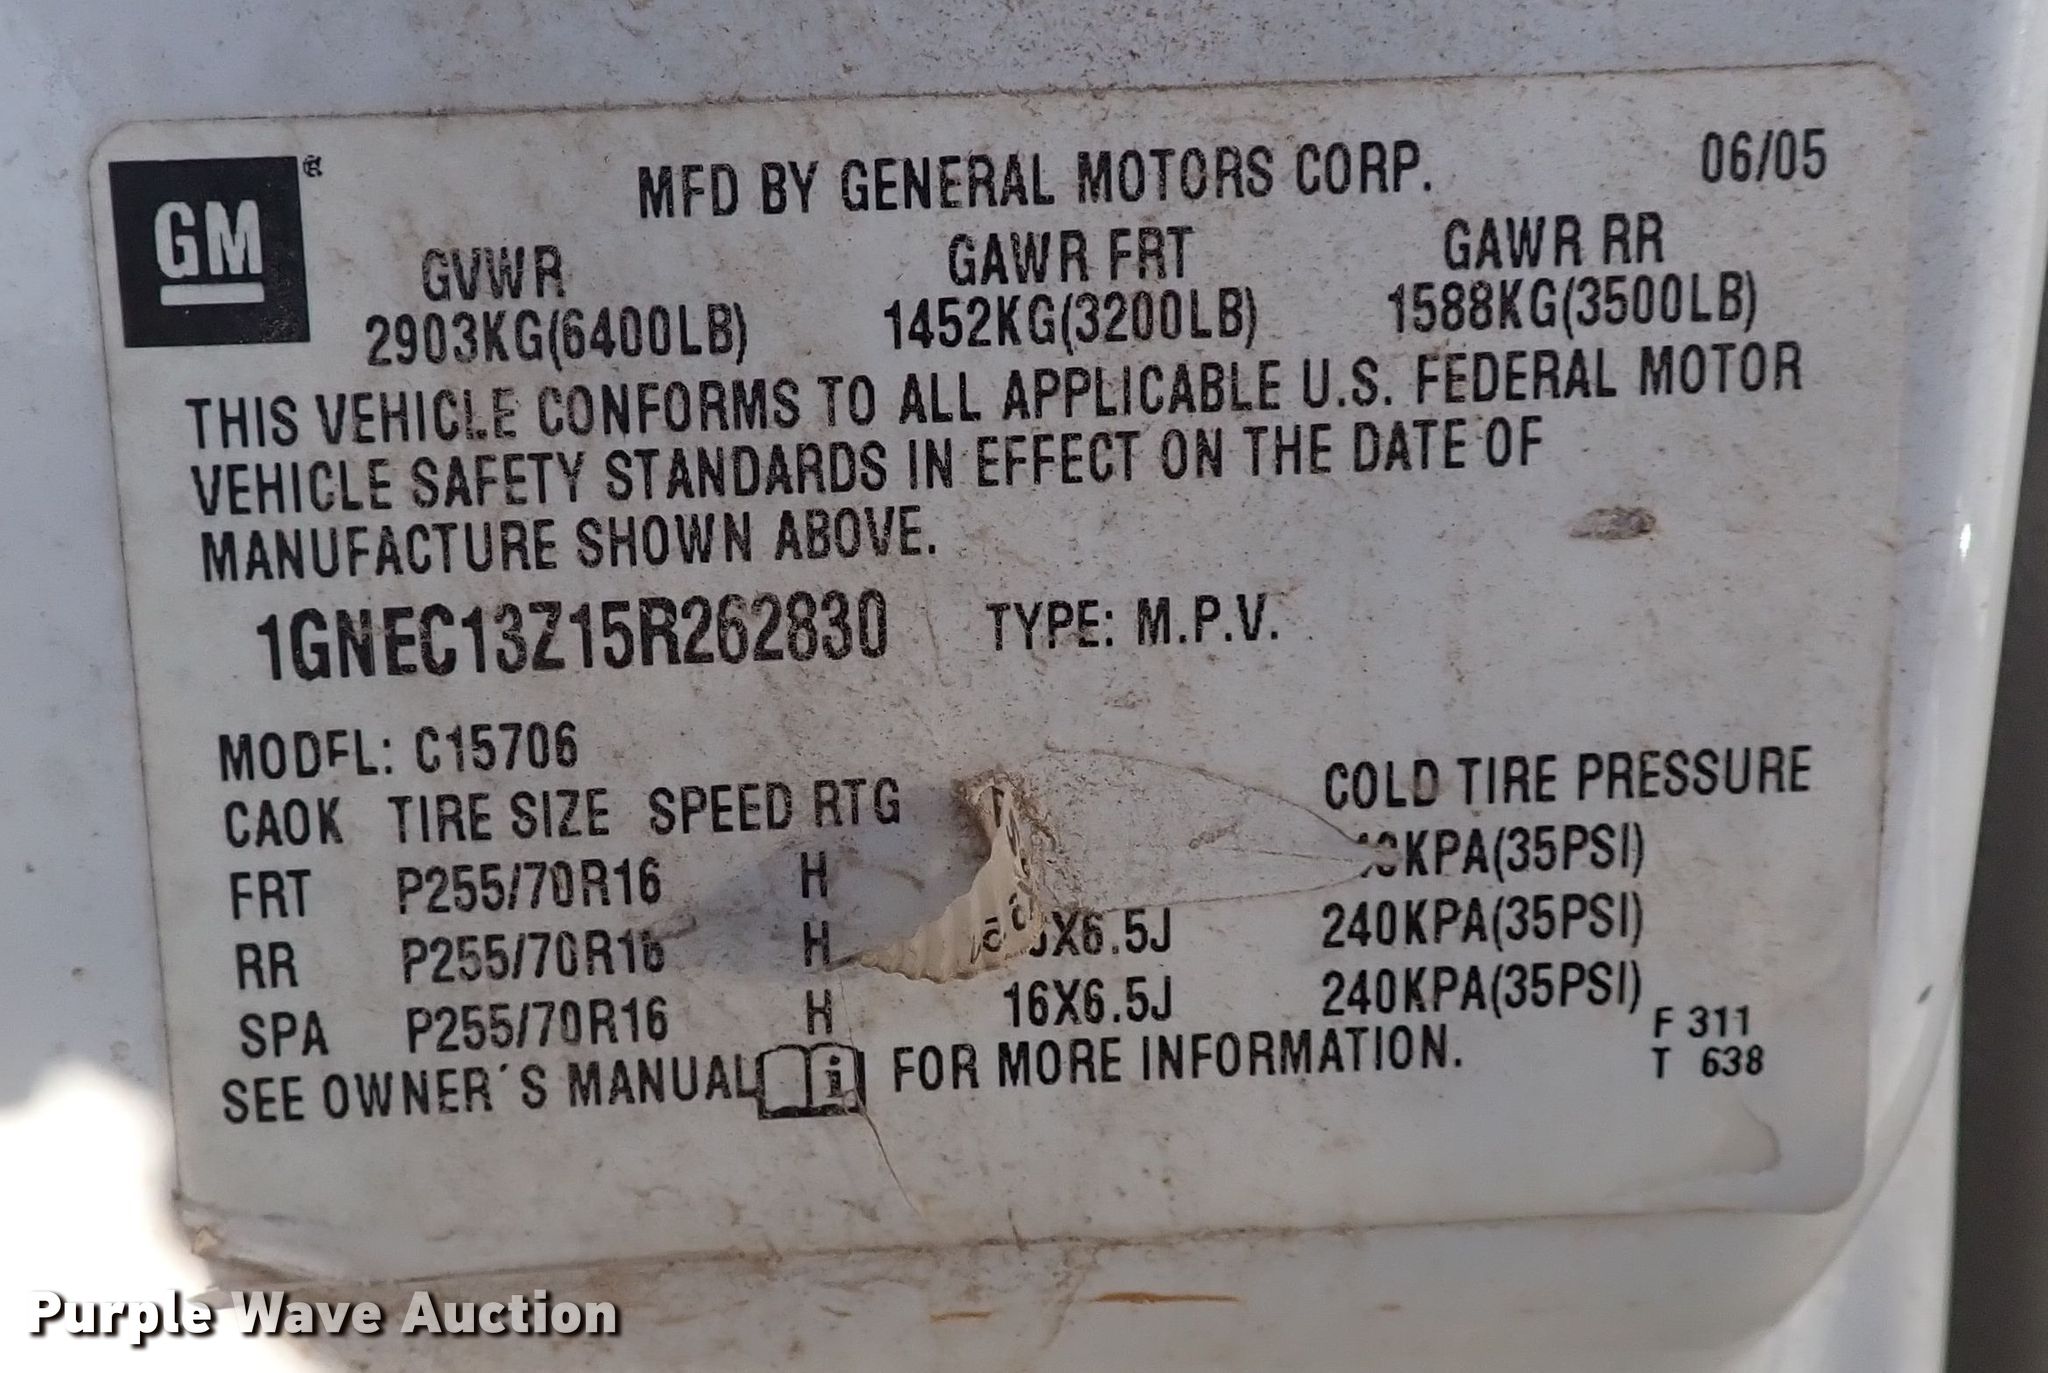 GM®
MFD BY GENERAL MOTORS CORP. 06/05
GVWR GAWR FRT GAWR RR
2903KG(6400LB) 1452KG(3200LB) 1588KG(3500LB)
THIS VEHICLE CONFORMS TO ALL APPLICABLE U.S. FEDERAL MOTOR
VEHICLE SAFETY STANDARDS IN EFFECT ON THE DATE OF
MANUFACTURE SHOWN ABOVE.
1GNEC13Z15R262830 TYPE: M.P.V.
MODEL: C15706
CAOK TIRE SIZE SPEED RTG COLD TIRE PRESSURE
FRT P255/70R16 H
RR P255/70R16 H 240KPA(35PSI)
SPA P255/70R16 H 16X6.5J 240KPA(35PSI)
SEE OWNER´S MANUAL i FOR MORE INFORMATION.
F 311
T 638
Purple Wave Auction